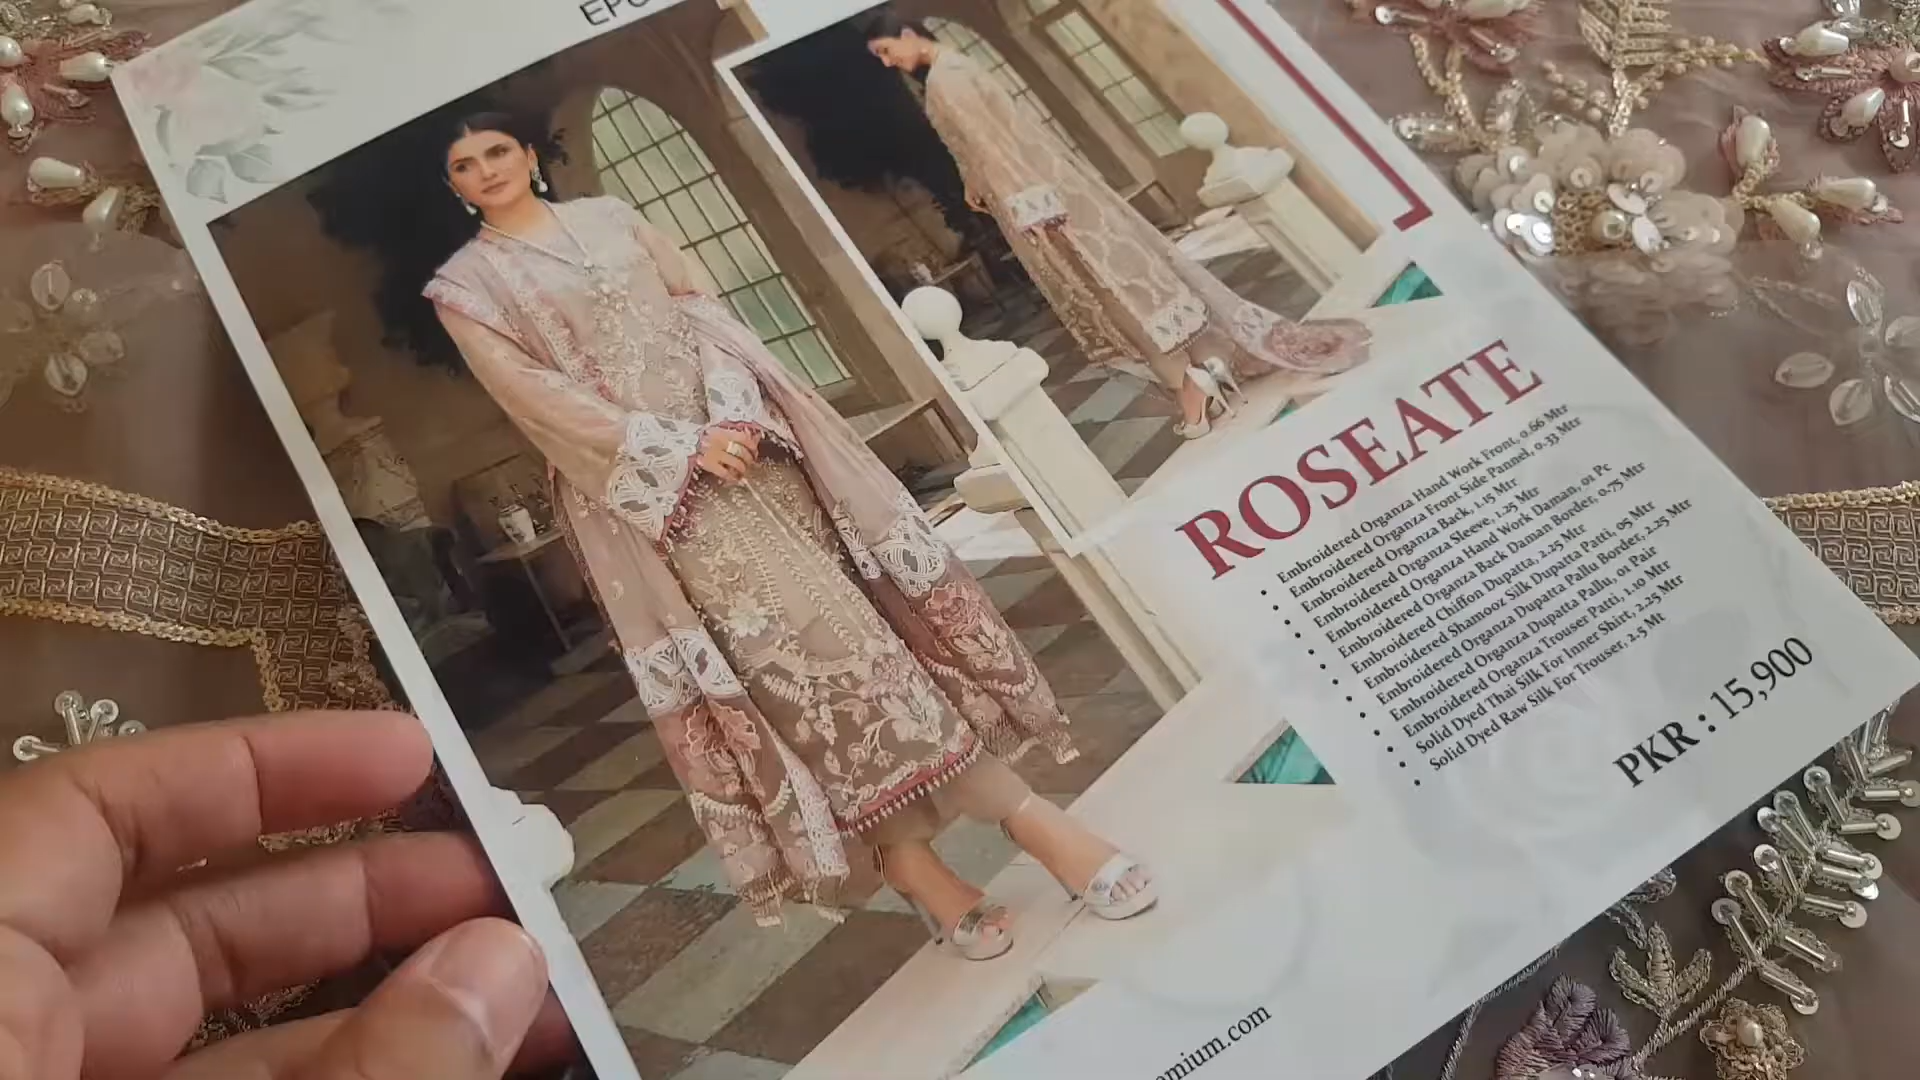 ROSEATE
Embroidered Organza Hand Work Front, 0.66 Mtr
Embroidered Organza Front Side Pannel, 0.33 Mtr
Embroidered Organza Back, 1.15 Mtr
Embroidered Organza Sleeve, 1.25 Mtr
Embroidered Organza Hand Work Daman, 01 Pc
Embroidered Organza Back Daman Border, 0.75 Mtr
Embroidered Chiffon Dupatta, 2.25 Mtr
Embroidered Shamooz Silk Dupatta Patti, 05 Mtr
Embroidered Organza Dupatta Pallu Border, 2.25 Mtr
Embroidered Organza Dupatta Pallu, 01 Pair
Embroidered Organza Trouser Patti, 1.10 Mtr
Solid Dyed Thai Silk For Inner Shirt, 2.25 Mtr
Solid Dyed Raw Silk For Trouser, 2.5 Mt
PKR : 15,900
emium.com